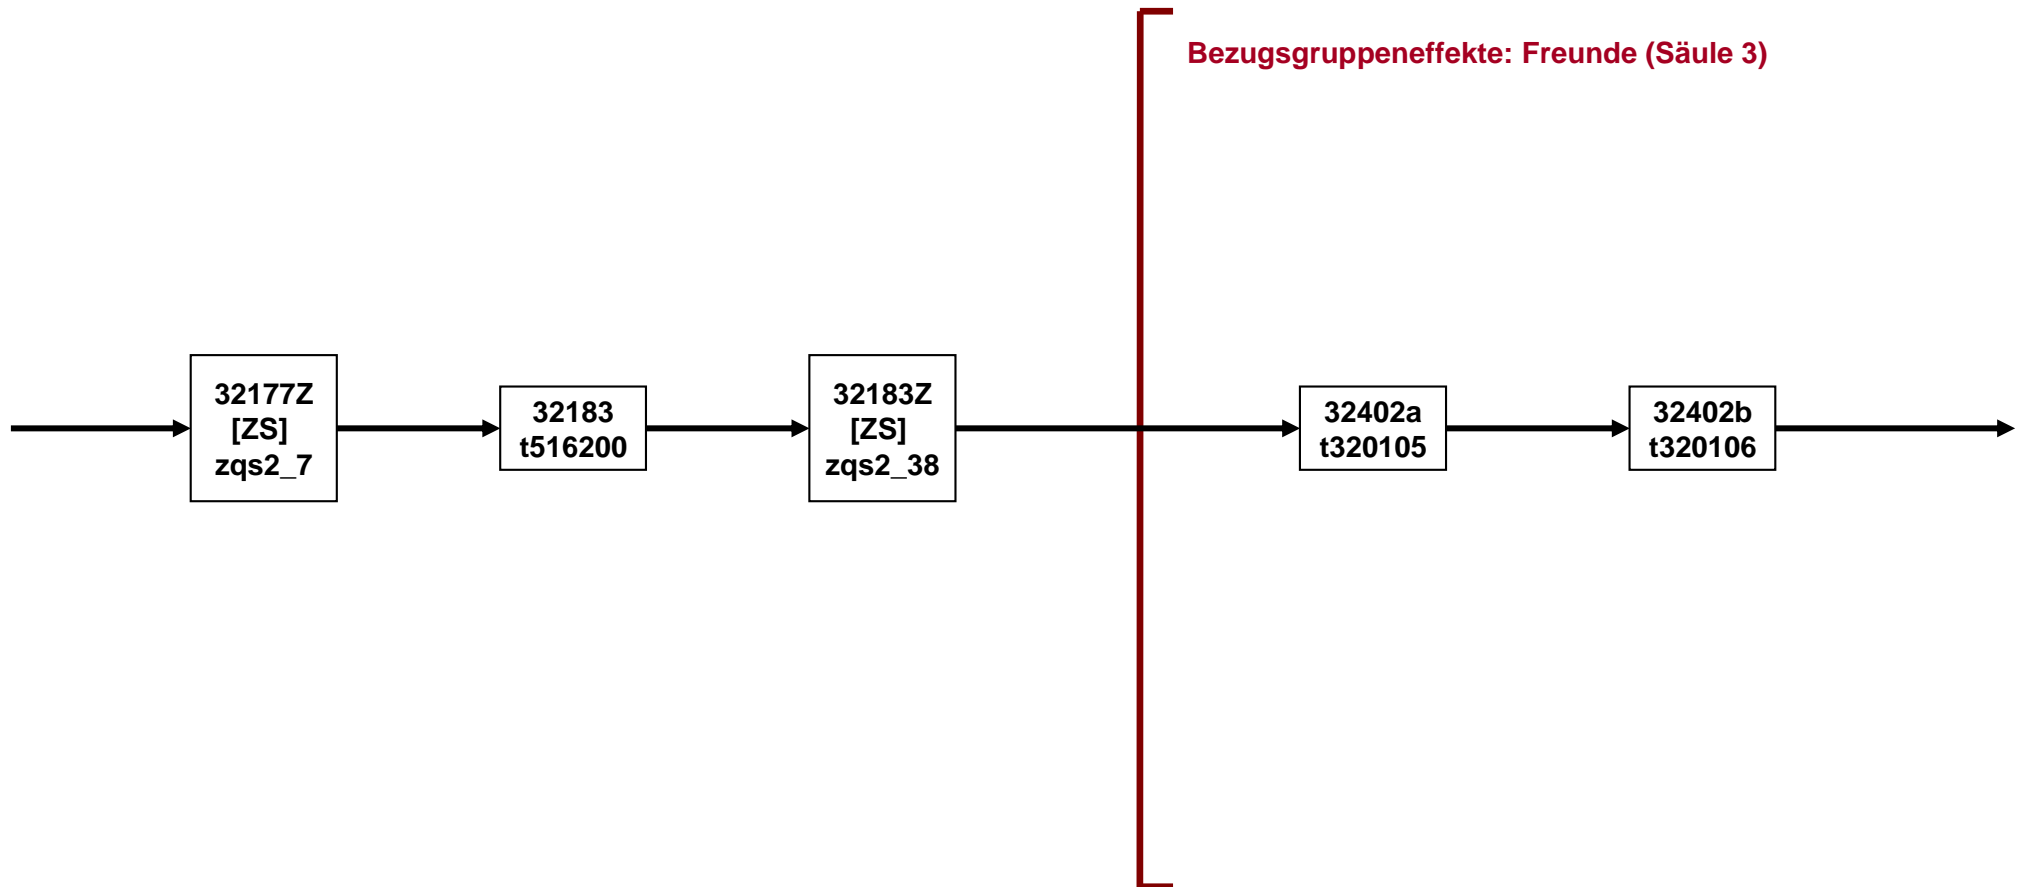 Bezugsgruppeneffekte: Freunde (Säule 3)
32177Z
[ZS]
zqs2_7
32183
t516200
32183Z
[ZS]
zqs2_38
32402a
t320105
32402b
t320106